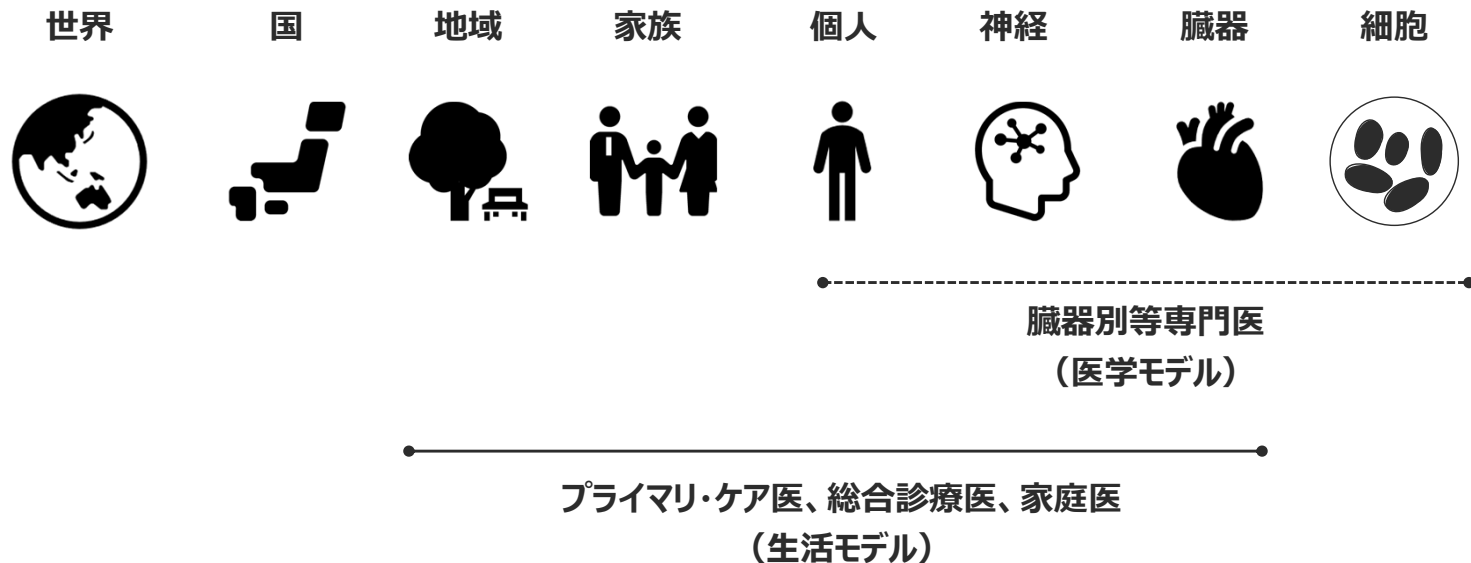 世界 国 地域 家族 個人 神経 臓器 細胞
臓器別等専門医
（医学モデル）
プライマリ・ケア医、総合診療医、家庭医
（生活モデル）